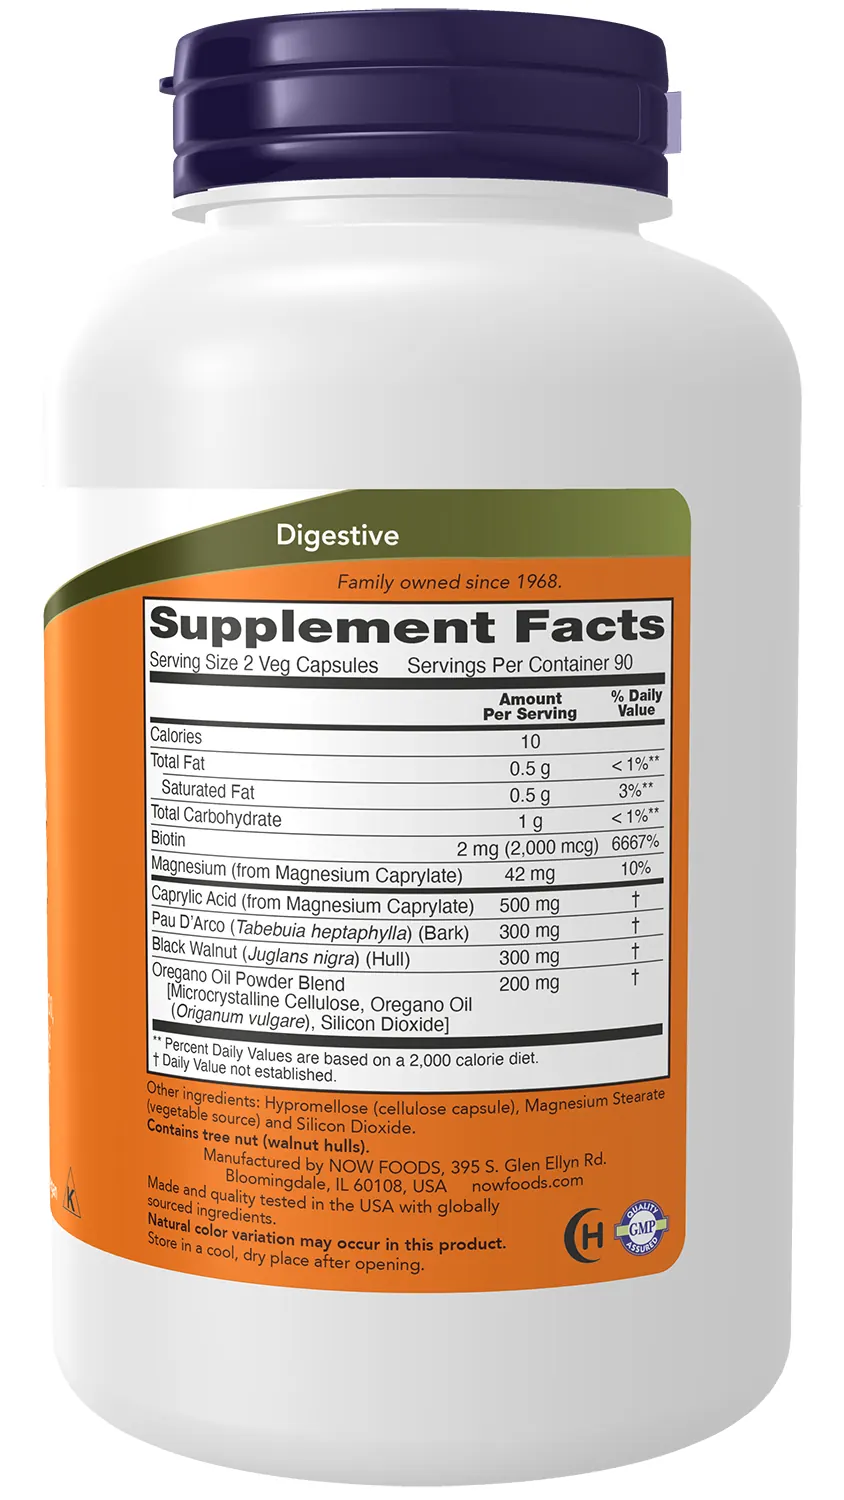 Digestive
Family owned since 1968.
Supplement Facts
Serving Size 2 Veg Capsules Servings Per Container 90
Amount Per Serving % Daily Value
Calories 10
Total Fat 0.5 g < 1%**
Saturated Fat 0.5 g 3%**
Total Carbohydrate 1 g < 1%**
Biotin 2 mg (2,000 mcg) 6667%
Magnesium (from Magnesium Caprylate) 42 mg 10%
Caprylic Acid (from Magnesium Caprylate) 500 mg †
Pau D'Arco (Tabebuia heptaphylla) (Bark) 300 mg †
Black Walnut (Juglans nigra) (Hull) 300 mg †
Oregano Oil Powder Blend 200 mg †
[Microcrystalline Cellulose, Oregano Oil
(Origanum vulgare), Silicon Dioxide]
** Percent Daily Values are based on a 2,000 calorie diet.
† Daily Value not established.
Other ingredients: Hypromellose (cellulose capsule), Magnesium Stearate
(vegetable source) and Silicon Dioxide.
Contains tree nut (walnut hulls).
Manufactured by NOW FOODS, 395 S. Glen Ellyn Rd.
Bloomingdale, IL 60108, USA nowfoods.com
Made and quality tested in the USA with globally
sourced ingredients.
Natural color variation may occur in this product.
Store in a cool, dry place after opening.
K
H
QUALITY
GMP
ASSURED